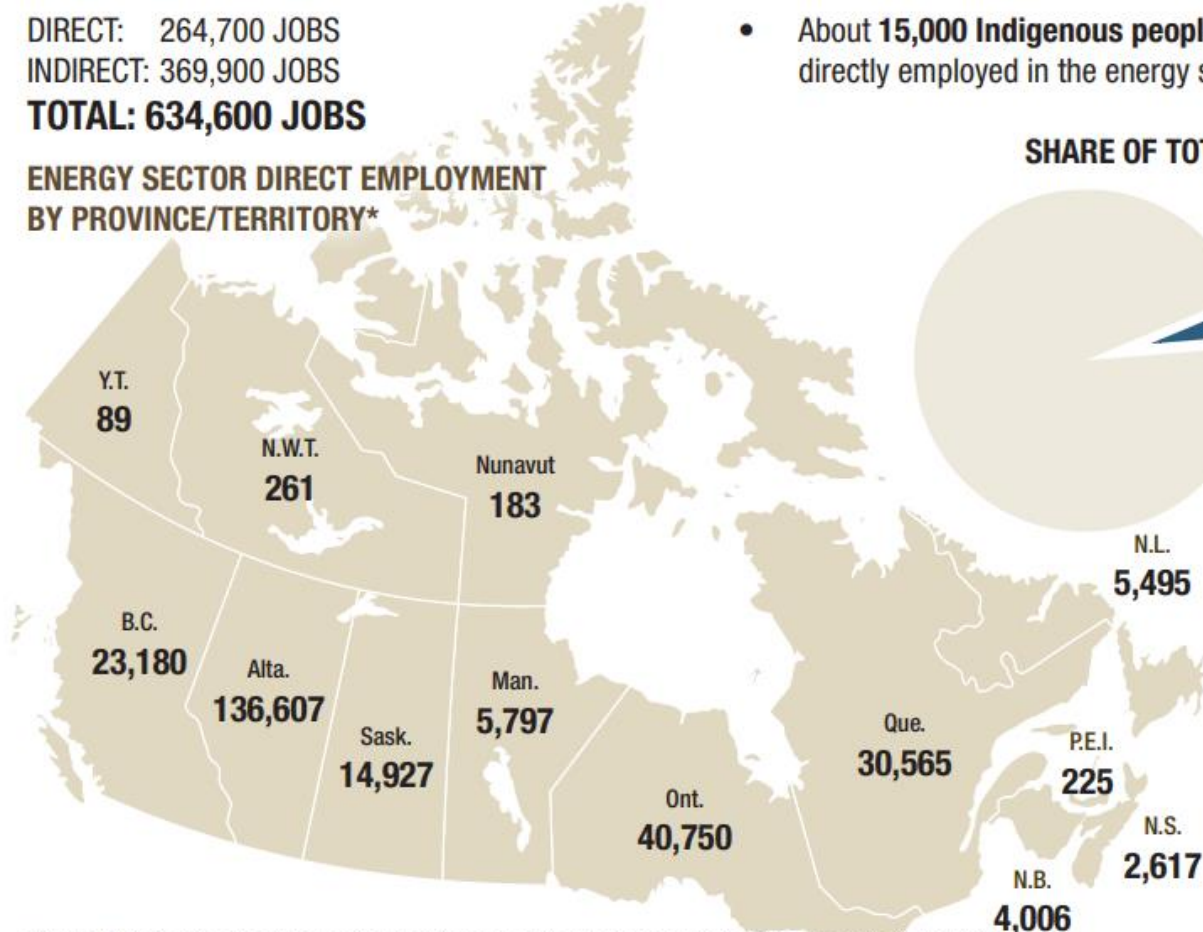 DIRECT: 264,700 JOBS
INDIRECT: 369,900 JOBS
TOTAL: 634,600 JOBS
ENERGY SECTOR DIRECT EMPLOYMENT
BY PROVINCE/TERRITORY*
• About 15,000 Indigenous
directly employed in the energy
SHARE OF
Y.T.
89
N.W.T.
261
Nunavut
183
B.C.
23,180
Alta.
136,607
Sask.
14,927
Man.
5,797
Ont.
40,750
Que.
30,565
N.L.
5,495
P.E.I.
225
N.S.
2,617
N.B.
4,006